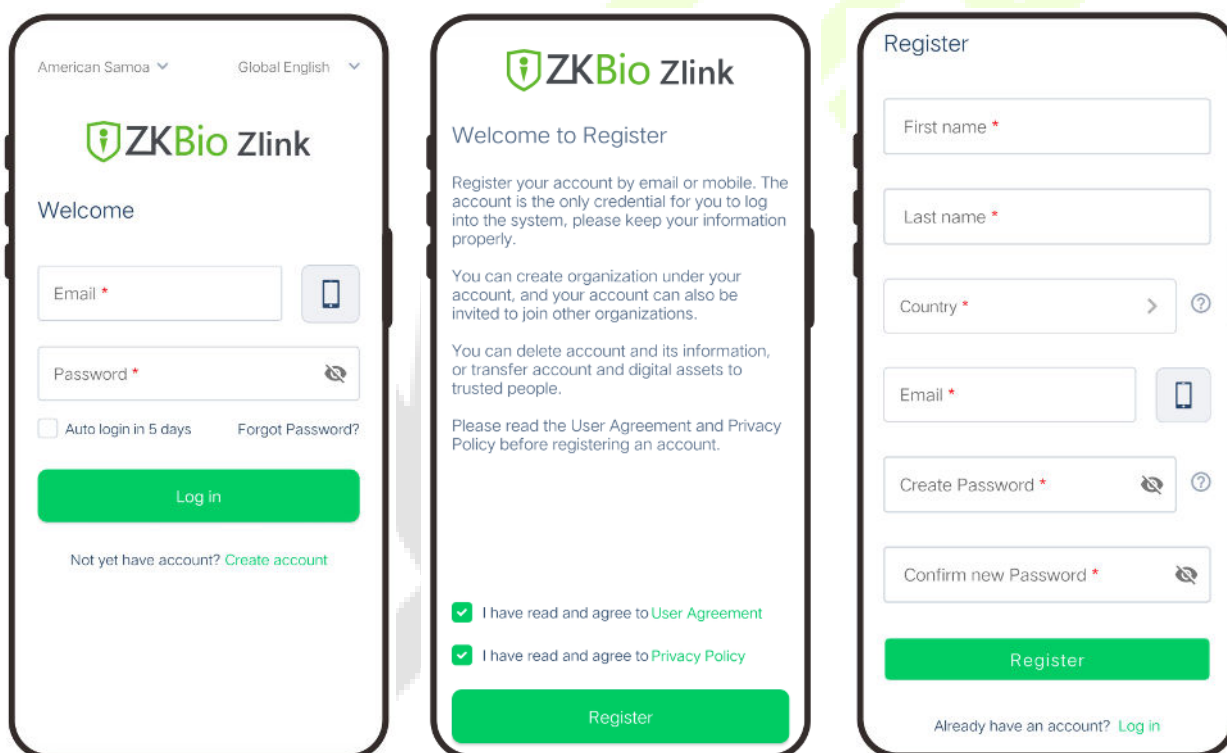 American Samoa Global English
ZKBio Zlink
Welcome
Email *
Password *
Auto login in 5 days Forgot Password?
Log in
Not yet have account? Create account
ZKBio Zlink
Welcome to Register
Register your account by email or mobile. The
account is the only credential for you to log
into the system, please keep your information
properly.
You can create organization under your
account, and your account can also be
invited to join other organizations.
You can delete account and its information,
or transfer account and digital assets to
trusted people.
Please read the User Agreement and Privacy
Policy before registering an account.
I have read and agree to User Agreement
I have read and agree to Privacy Policy
Register
Register
First name *
Last name *
Country *
Email *
Create Password *
Confirm new Password *
Register
Already have an account? Log in